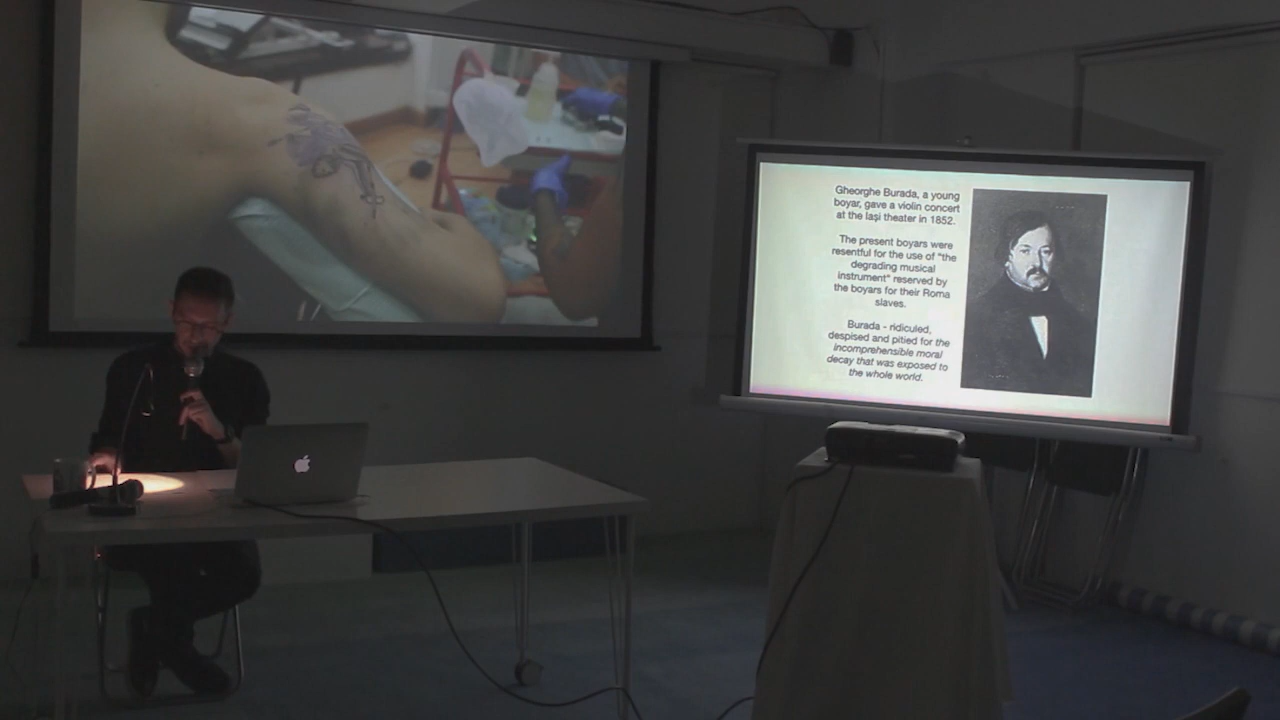 Gheorghe Burada, a young
boyar, gave a violin concert
at the Iaşi theater in 1852.
The present boyars were
resentful for the use of "the
degrading musical
instrument" reserved by
the boyars for their Roma
slaves.
Burada - ridiculed,
despised and pitied for the
incomprehensible moral
decay that was exposed to
the whole world.